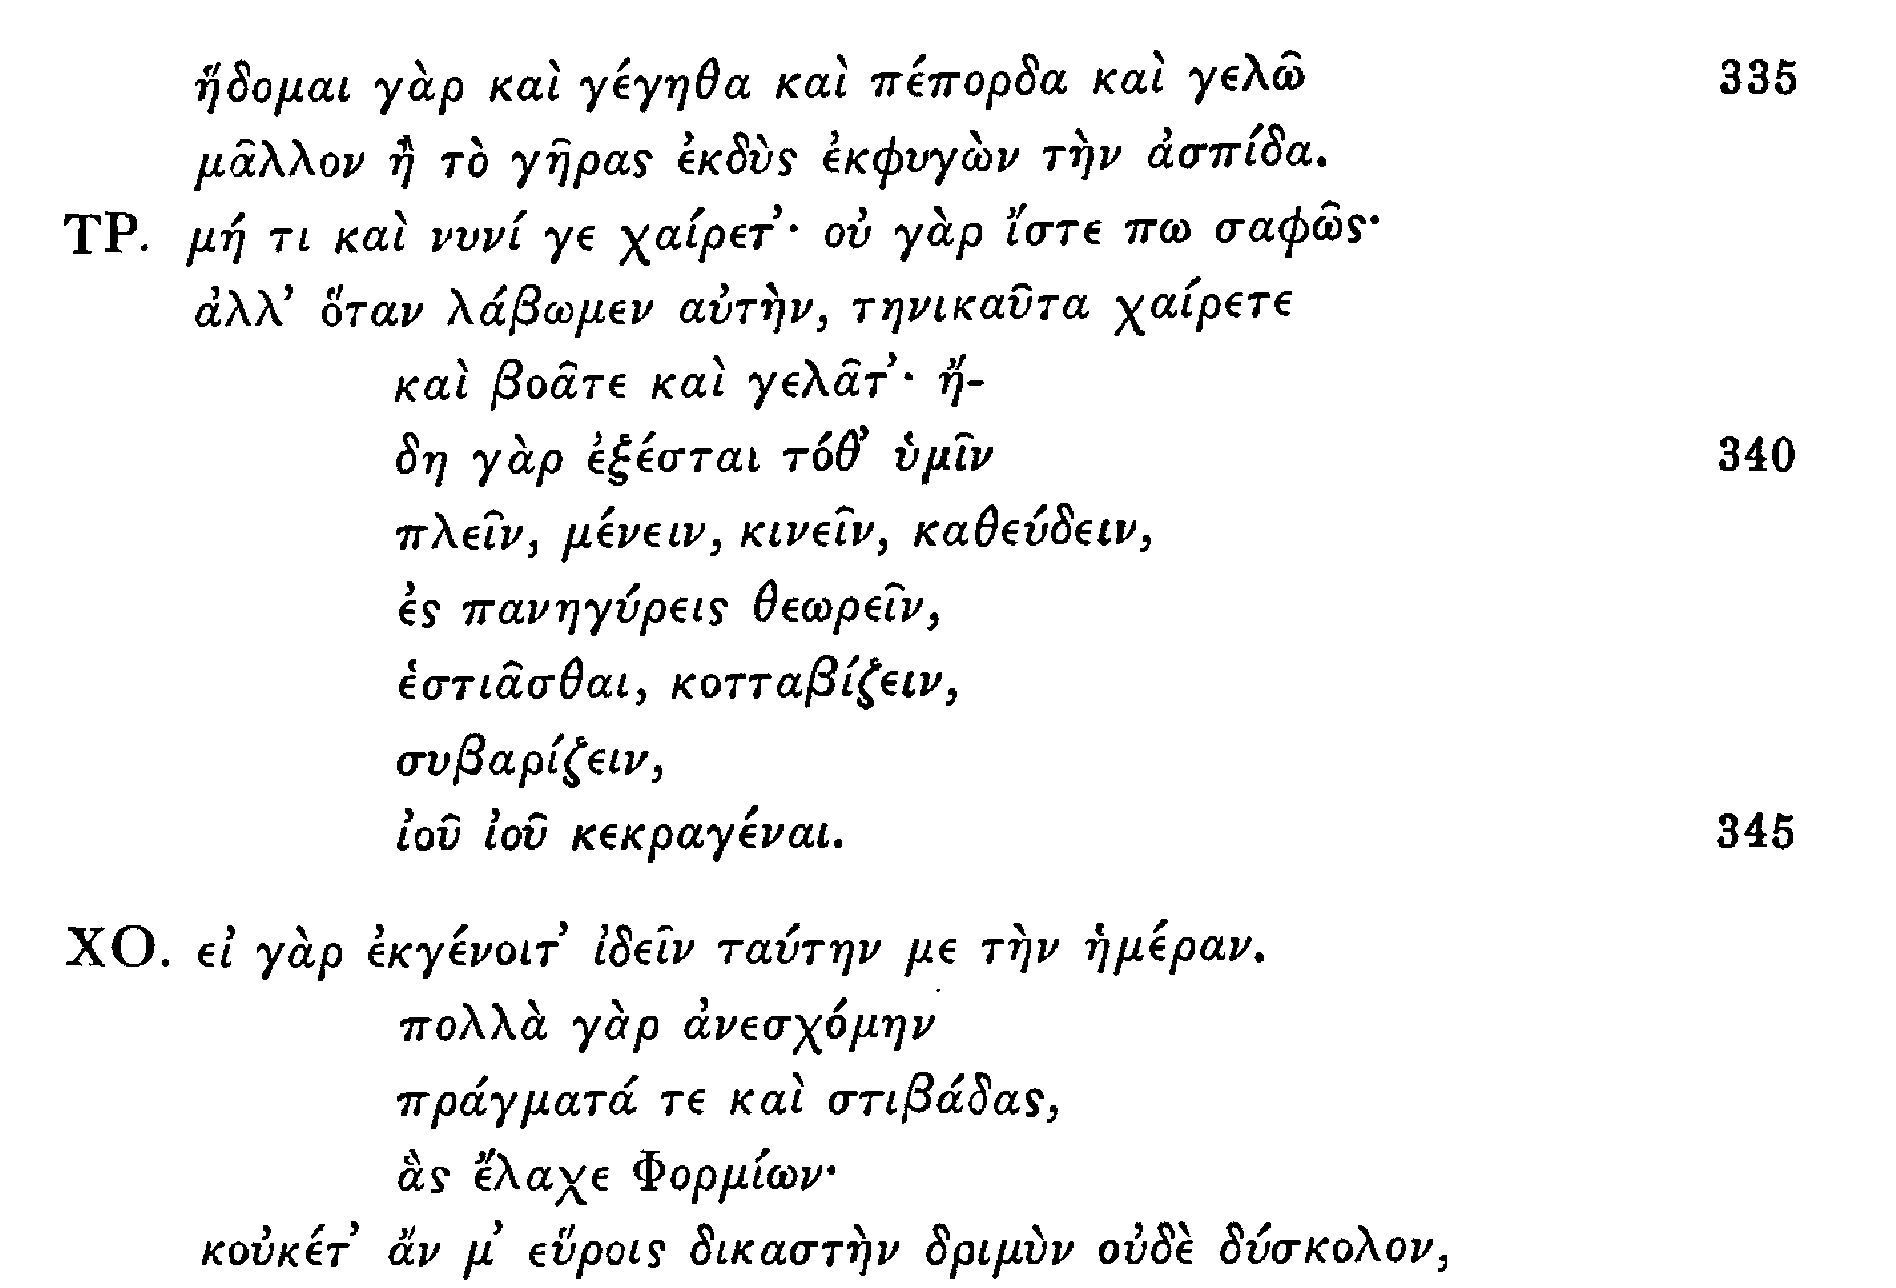 ἥδομαι γὰρ καὶ γέγηθα καὶ πέπορδα καὶ γελῶ 335
μᾶλλον ἢ τὸ γῆρας ἐκδὺς ἐκφυγὼν τὴν ἀσπίδα.
ΤΡ. μή τι καὶ νυνί γε χαίρετ’· οὐ γὰρ ἴστε πω σαφῶς·
ἀλλ’ ὅταν λάβωμεν αὐτὴν, τηνικαῦτα χαίρετε
καὶ βοᾶτε καὶ γελᾶτ’· ἤ-
δη γὰρ ἐξέσται τόθ’ ὑμῖν 340
πλεῖν, μένειν, κινεῖν, καθεύδειν,
ἐς πανηγύρεις θεωρεῖν,
ἑστιᾶσθαι, κοτταβίζειν,
συβαρίζειν,
ἰοῦ ἰοῦ κεκραγέναι. 345
ΧΟ. εἰ γὰρ ἐκγένοιτ’ ἰδεῖν ταύτην με τὴν ἡμέραν.
πολλὰ γὰρ ἀνεσχόμην
πράγματά τε καὶ στιβάδας,
ἃς ἔλαχε Φορμίων·
κοὐκέτ’ ἄν μ’ εὕροις δικαστὴν δριμὺν οὐδὲ δύσκολον,